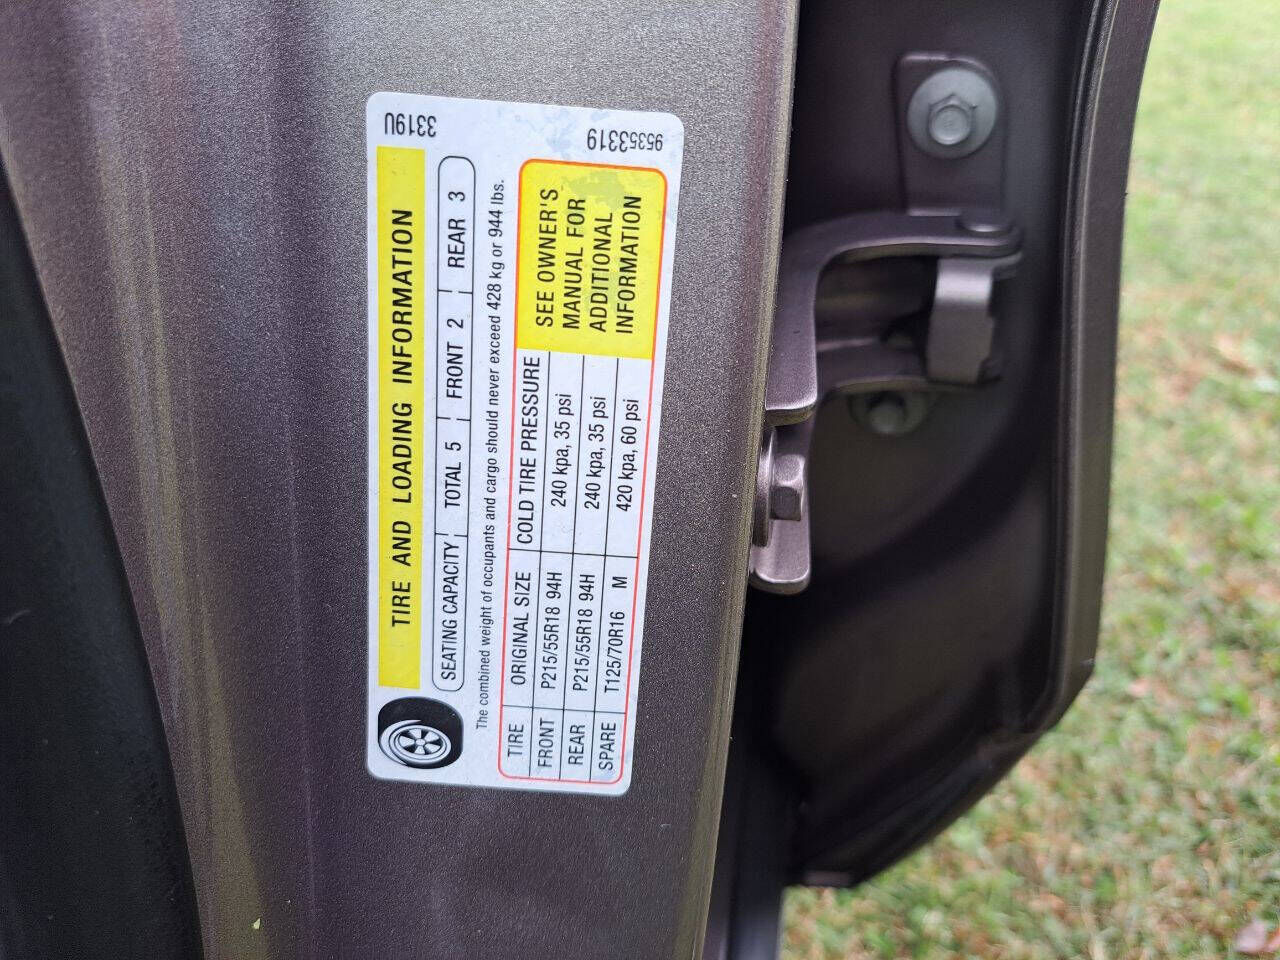 3319U
95353319
TIRE AND LOADING INFORMATION
SEATING CAPACITY TOTAL 5 FRONT 2 REAR 3
The combined weight of occupants and cargo should never exceed 428 kg or 944 lbs.
TIRE ORIGINAL SIZE COLD TIRE PRESSURE
FRONT P215/55R18 94H 240 kpa, 35 psi
REAR P215/55R18 94H 240 kpa, 35 psi
SPARE T125/70R16 M 420 kpa, 60 psi
SEE OWNER'S
MANUAL FOR
ADDITIONAL
INFORMATION